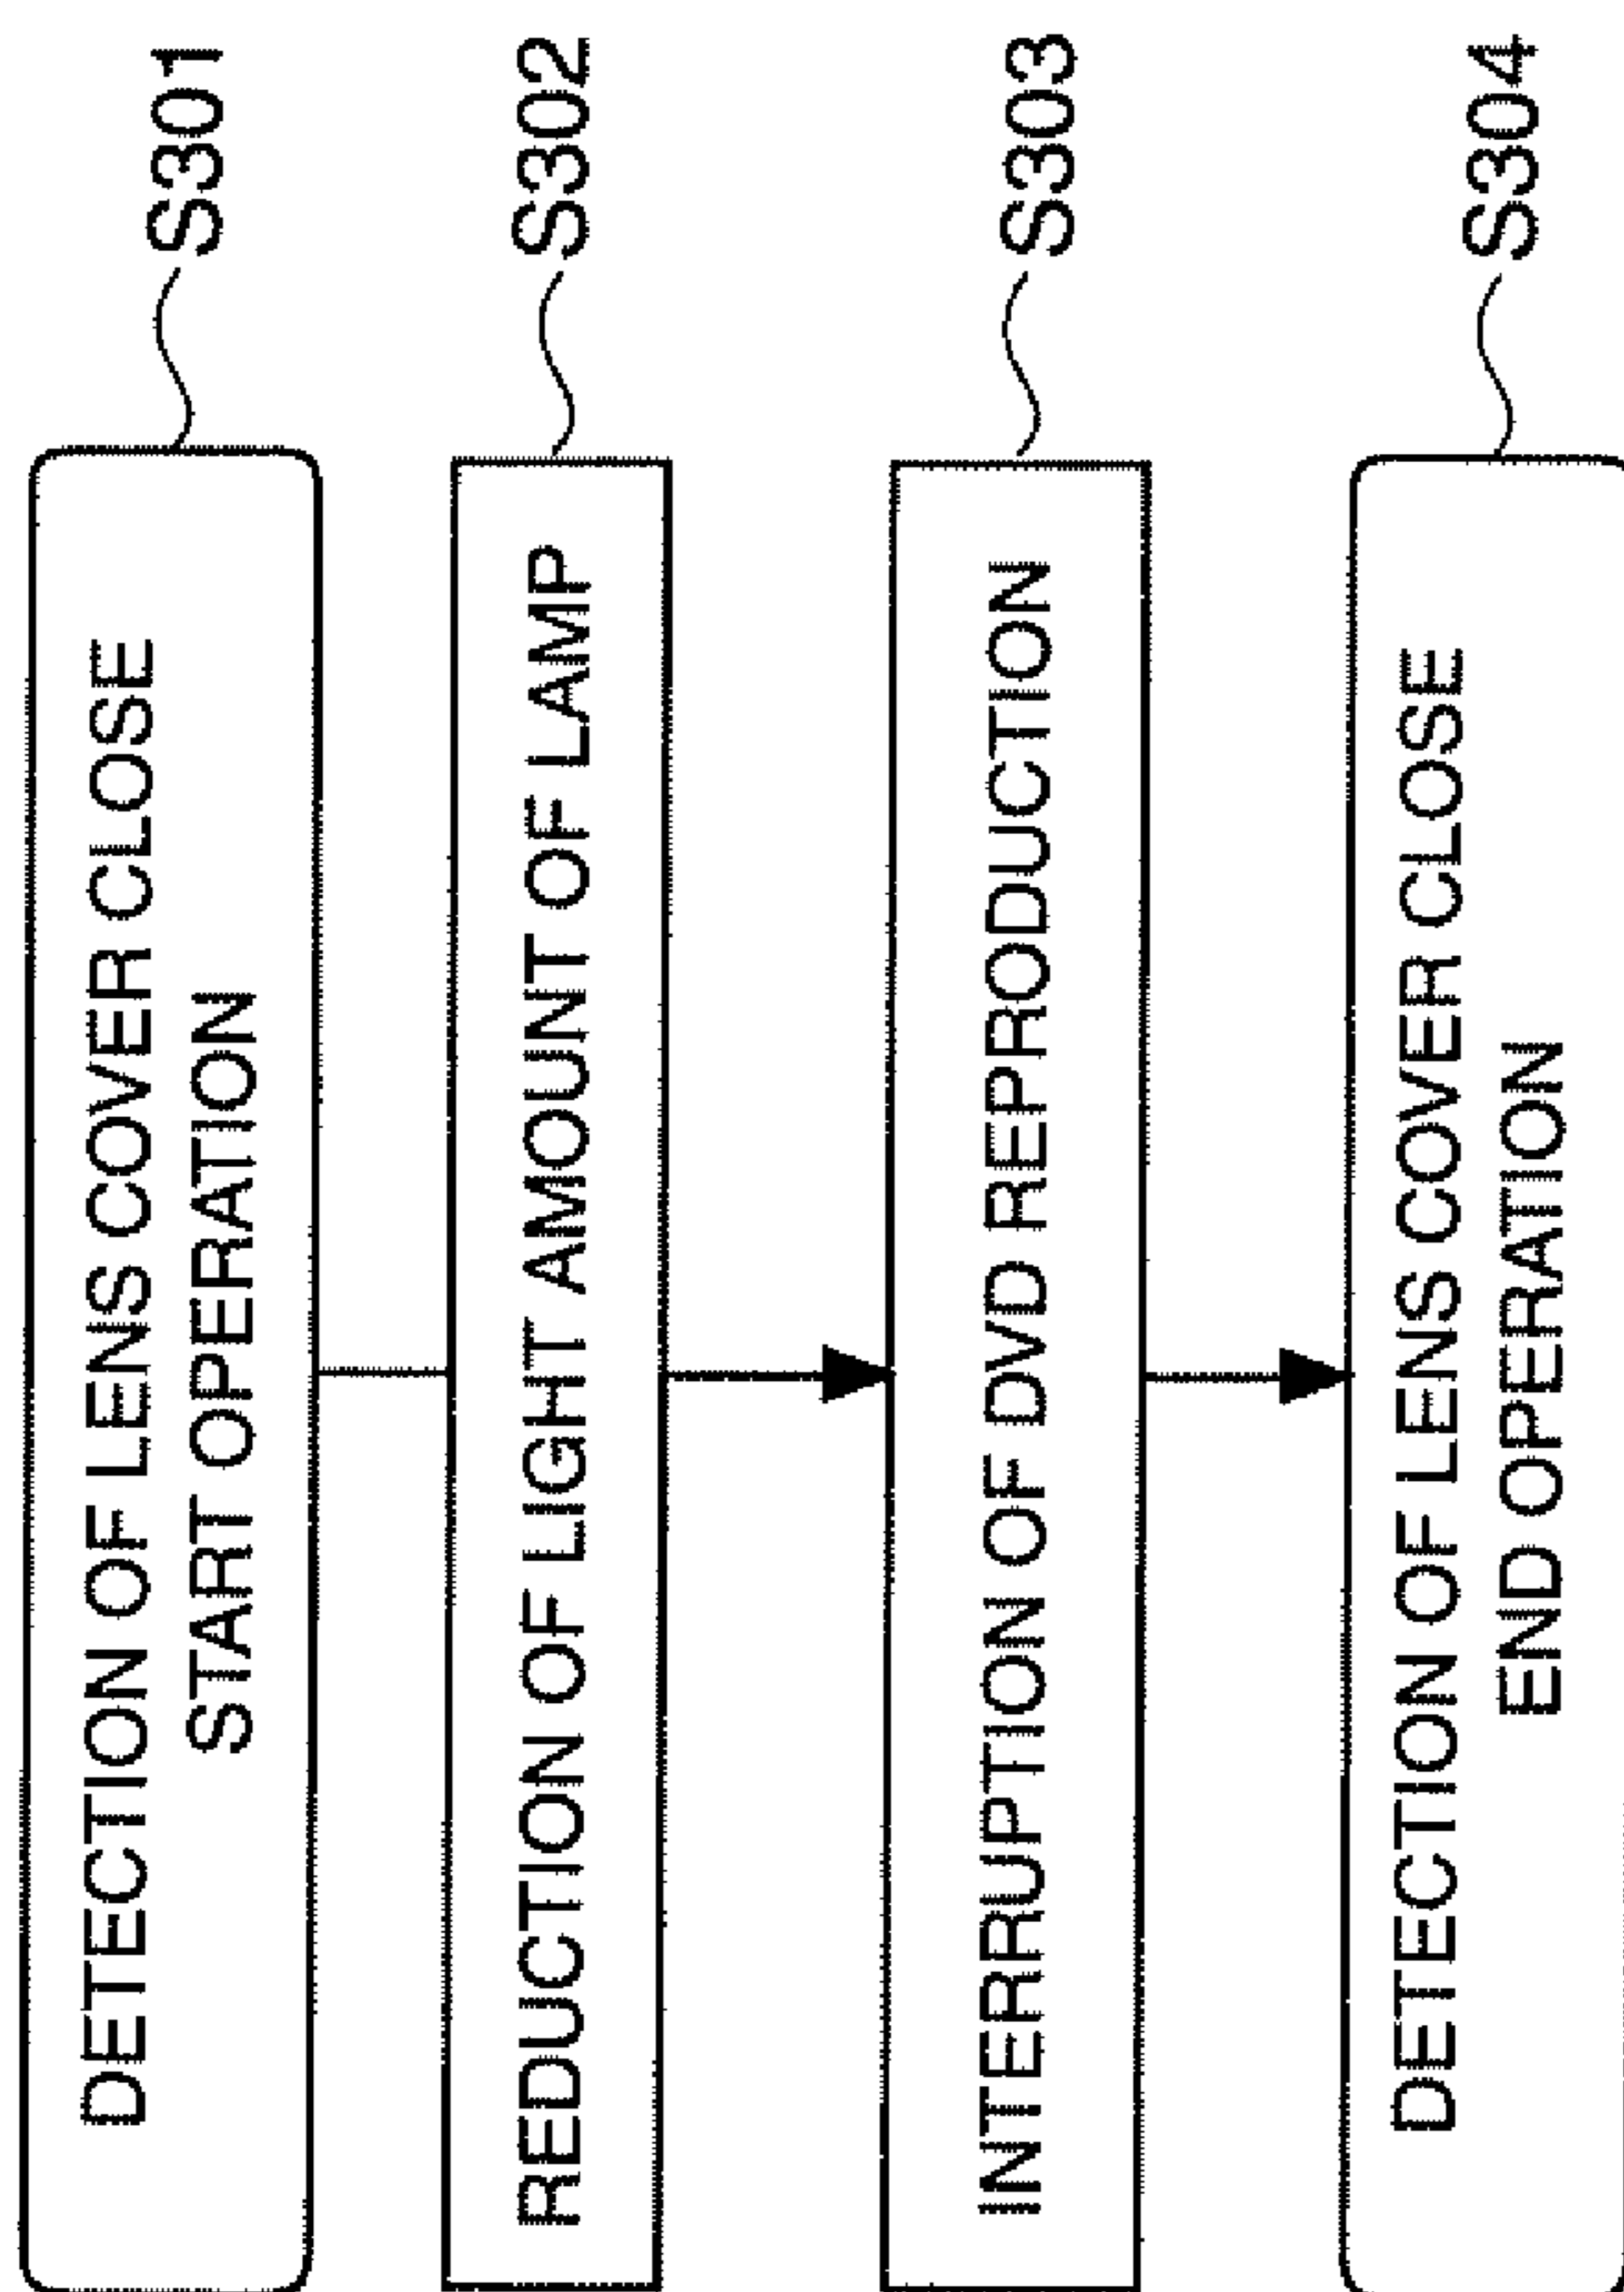 DETECTION OF LENS COVER CLOSE
START OPERATION
S301
REDUCTION OF LIGHT AMOUNT OF LAMP
S302
INTERRUPTION OF DVD REPRODUCTION
S303
DETECTION OF LENS COVER CLOSE
END OPERATION
S304